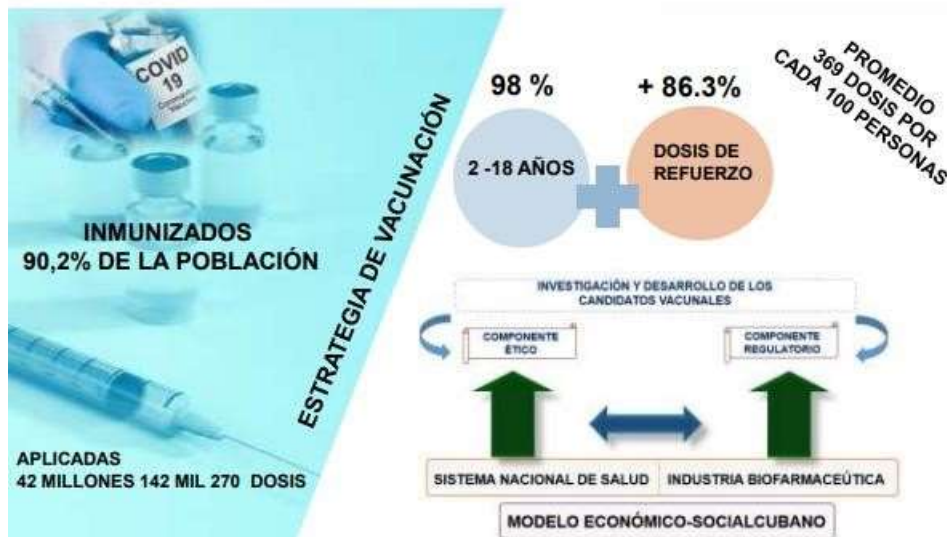 COVID
19
INMUNIZADOS
90,2% DE LA POBLACIÓN
APLICADAS
42 MILLONES 142 MIL 270 DOSIS
ESTRATEGIA DE VACUNACIÓN
98 %
2 -18 AÑOS
+ 86.3%
DOSIS DE
REFUERZO
PROMEDIO
369 DOSIS POR
CADA 100 PERSONAS
INVESTIGACIÓN Y DESARROLLO DE LOS
CANDIDATOS VACUNALES
COMPONENTE
ÉTICO
COMPONENTE
REGULATORIO
SISTEMA NACIONAL DE SALUD
INDUSTRIA BIOFARMACEÚTICA
MODELO ECONÓMICO-SOCIALCUBANO